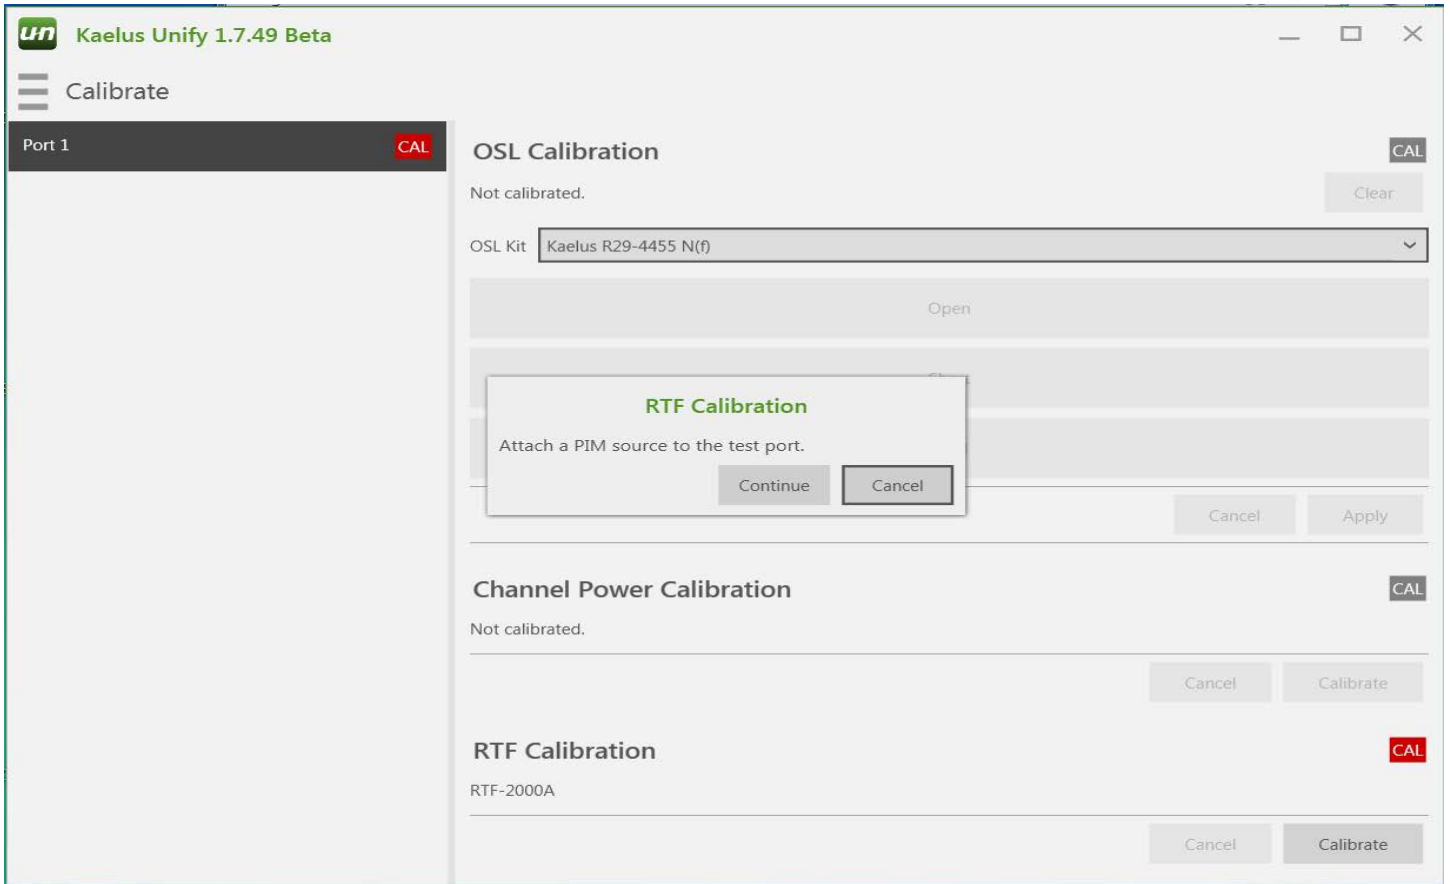 un Kaelus Unify 1.7.49 Beta
Calibrate
Port 1 CAL
OSL Calibration CAL
Not calibrated.
Clear
OSL Kit Kaelus R29-4455 N(f)
Open
RTF Calibration
Attach a PIM source to the test port.
Continue Cancel
Cancel Apply
Channel Power Calibration CAL
Not calibrated.
Cancel Calibrate
RTF Calibration CAL
RTF-2000A
Cancel Calibrate